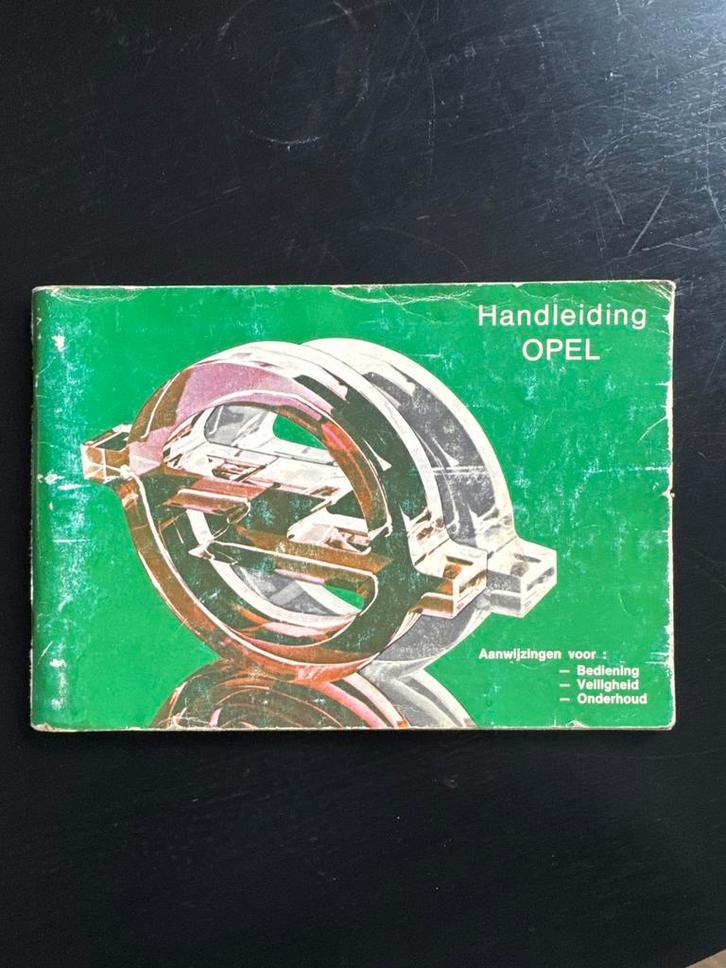 Handleiding
OPEL
Aanwijzingen voor :
— Bediening
— Veiligheid
— Onderhoud